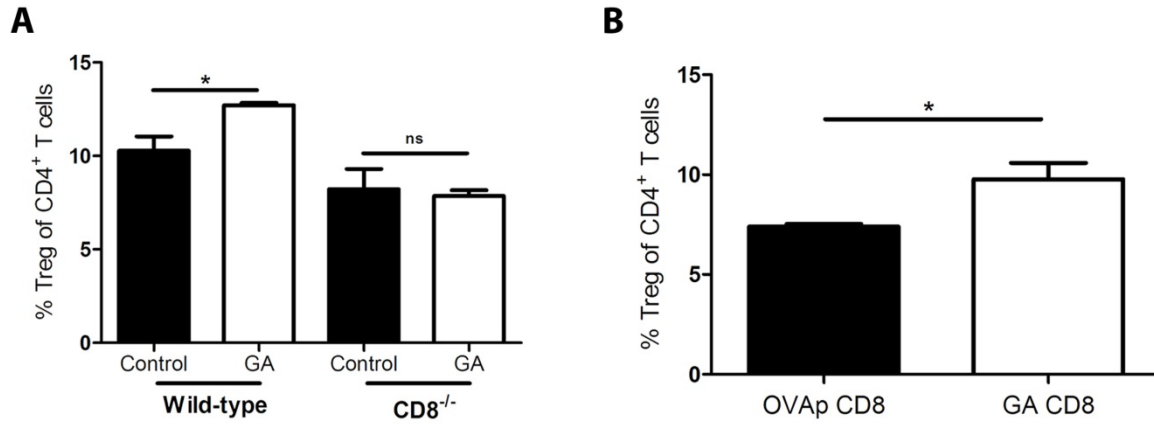 A
% Treg of CD4+ T cells
15
10
5
0
*
ns
Control GA Control GA
Wild-type CD8-/-
B
% Treg of CD4+ T cells
15
10
5
0
*
OVAp CD8 GA CD8